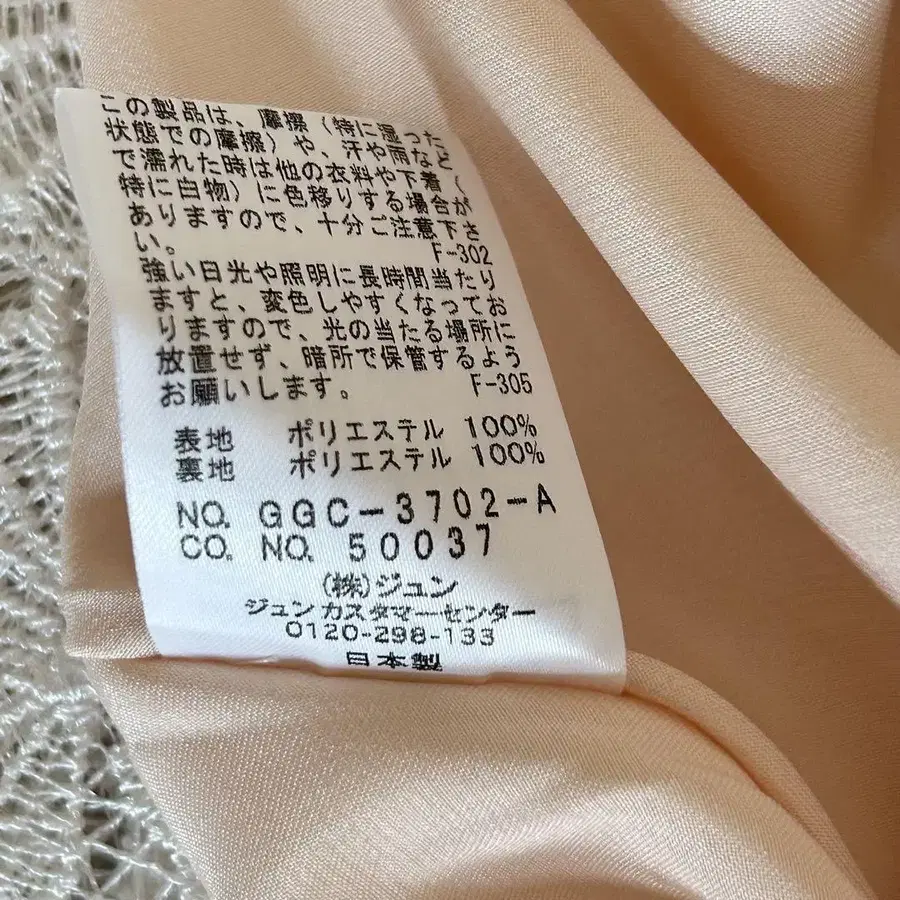 この製品は、摩擦（特に湿った
状態での摩擦）や、汗や雨など
で濡れた時は他の衣料や下着（
特に白物）に色移りする場合が
ありますので、十分ご注意下さ
い。 F-302
強い日光や照明に長時間当たり
ますと、変色しやすくなってお
りますので、光の当たる場所に
放置せず、暗所で保管するよう
お願いします。 F-305
表地 ポリエステル 100%
裏地 ポリエステル 100%
NO. GGC-3702-A
CO. NO. 50037
(株)ジュン
ジュンカスタマーセンター
0120-298-133
日本製